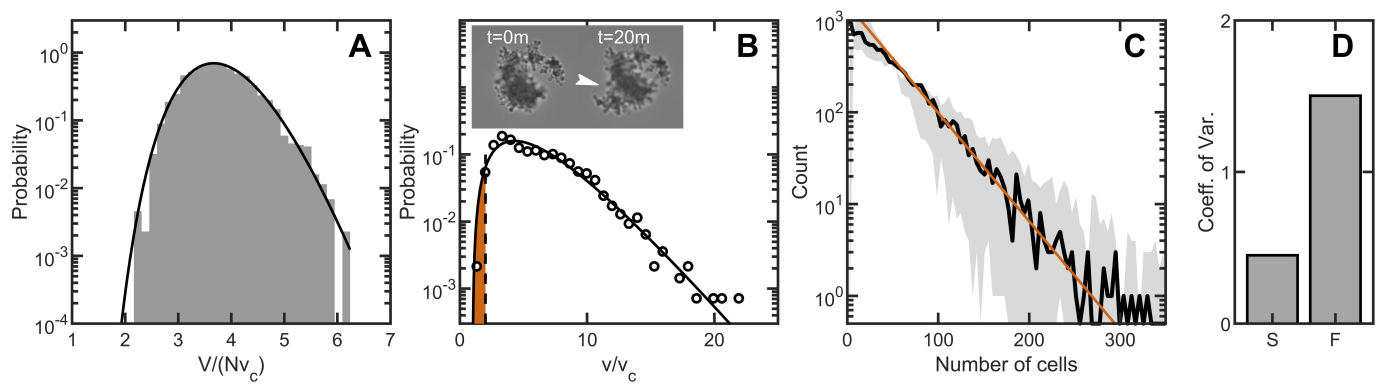 A
Probability
10^0
10^-1
10^-2
10^-3
10^-4
1 2 3 4 5 6 7
V/(Nv_c)
B
t=0m t=20m
Probability
10^-1
10^-2
10^-3
0 10 20
v/v_c
C
Count
10^3
10^2
10^1
10^0
0 100 200 300
Number of cells
D
Coeff. of Var.
2
1
0
S F